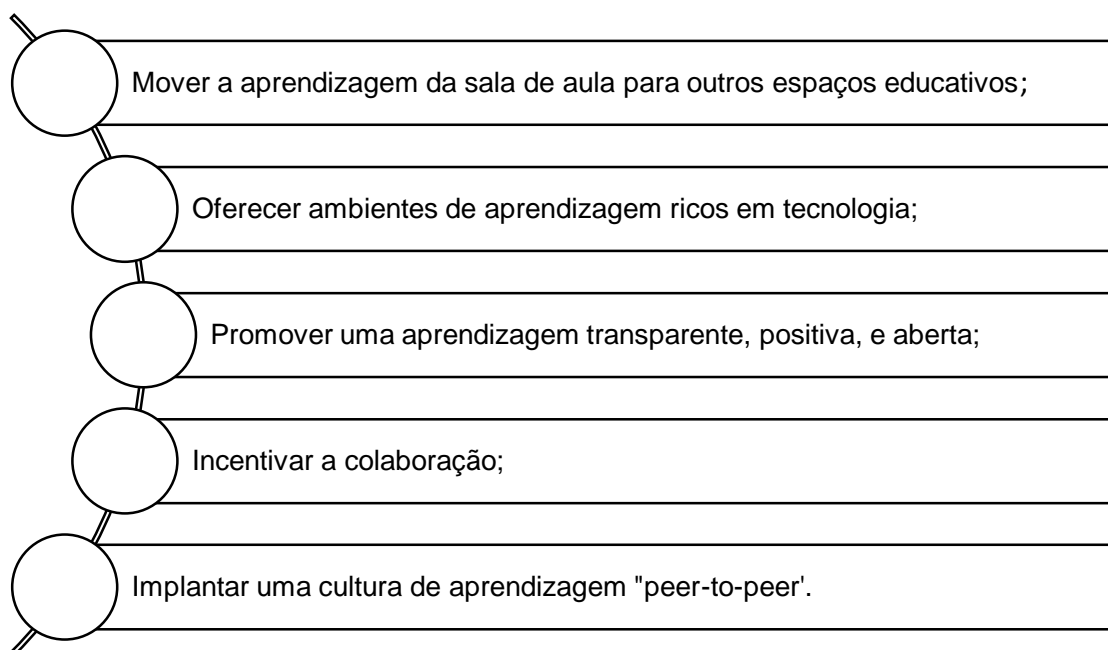 Mover a aprendizagem da sala de aula para outros espaços educativos;
Oferecer ambientes de aprendizagem ricos em tecnologia;
Promover uma aprendizagem transparente, positiva, e aberta;
Incentivar a colaboração;
Implantar uma cultura de aprendizagem "peer-to-peer'.